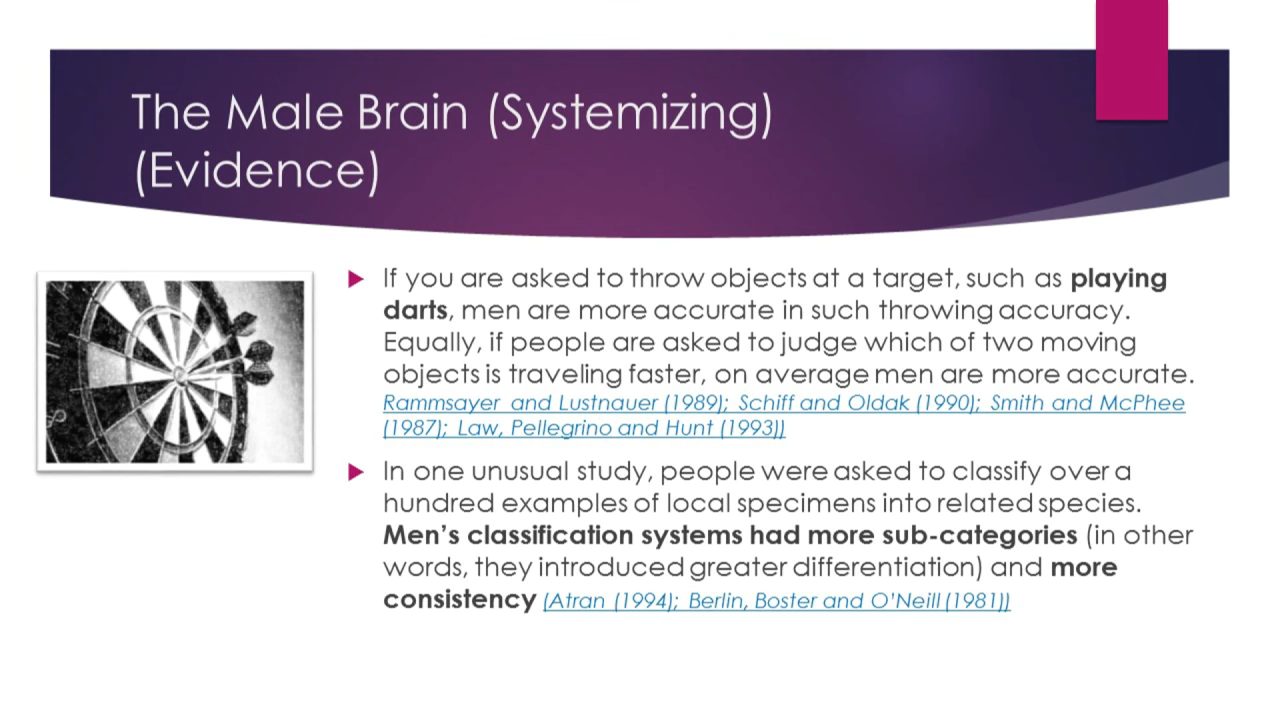 The Male Brain (Systemizing)
(Evidence)
If you are asked to throw objects at a target, such as playing
darts, men are more accurate in such throwing accuracy.
Equally, if people are asked to judge which of two moving
objects is traveling faster, on average men are more accurate.
Rammsayer and Lustnauer (1989); Schiff and Oldak (1990); Smith and McPhee
(1987); Law, Pellegrino and Hunt (1993))
In one unusual study, people were asked to classify over a
hundred examples of local specimens into related species.
Men's classification systems had more sub-categories (in other
words, they introduced greater differentiation) and more
consistency (Atran (1994); Berlin, Boster and O'Neill (1981))